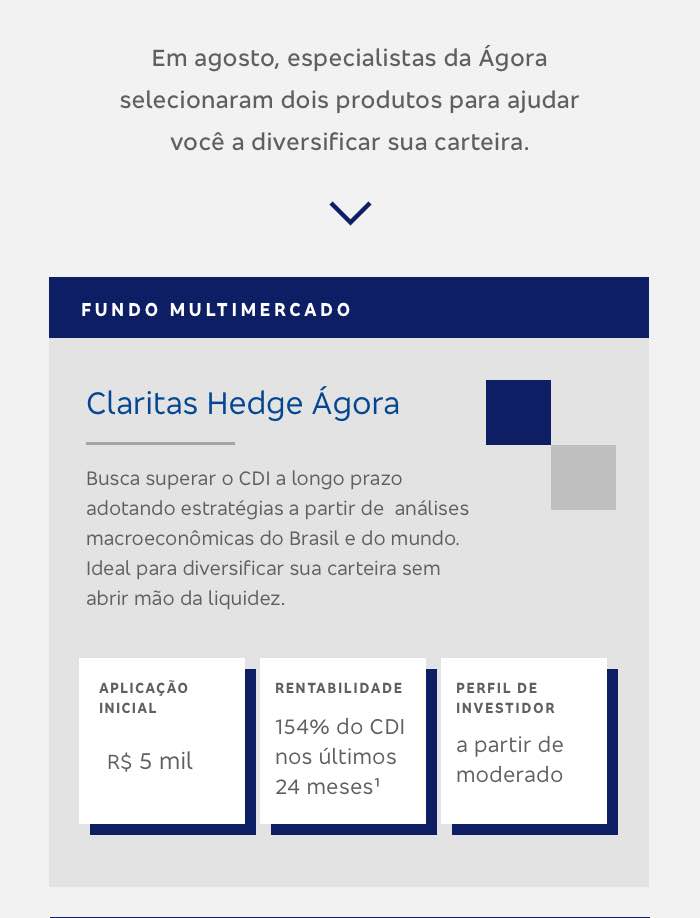 Em agosto, especialistas da Ágora
selecionaram dois produtos para ajudar
você a diversificar sua carteira.
FUNDO MULTIMERCADO
Claritas Hedge Ágora
Busca superar o CDI a longo prazo
adotando estratégias a partir de análises
macroeconômicas do Brasil e do mundo.
Ideal para diversificar sua carteira sem
abrir mão da liquidez.
APLICAÇÃO
INICIAL
R$ 5 mil
RENTABILIDADE
154% do CDI
nos últimos
24 meses¹
PERFIL DE
INVESTIDOR
a partir de
moderado